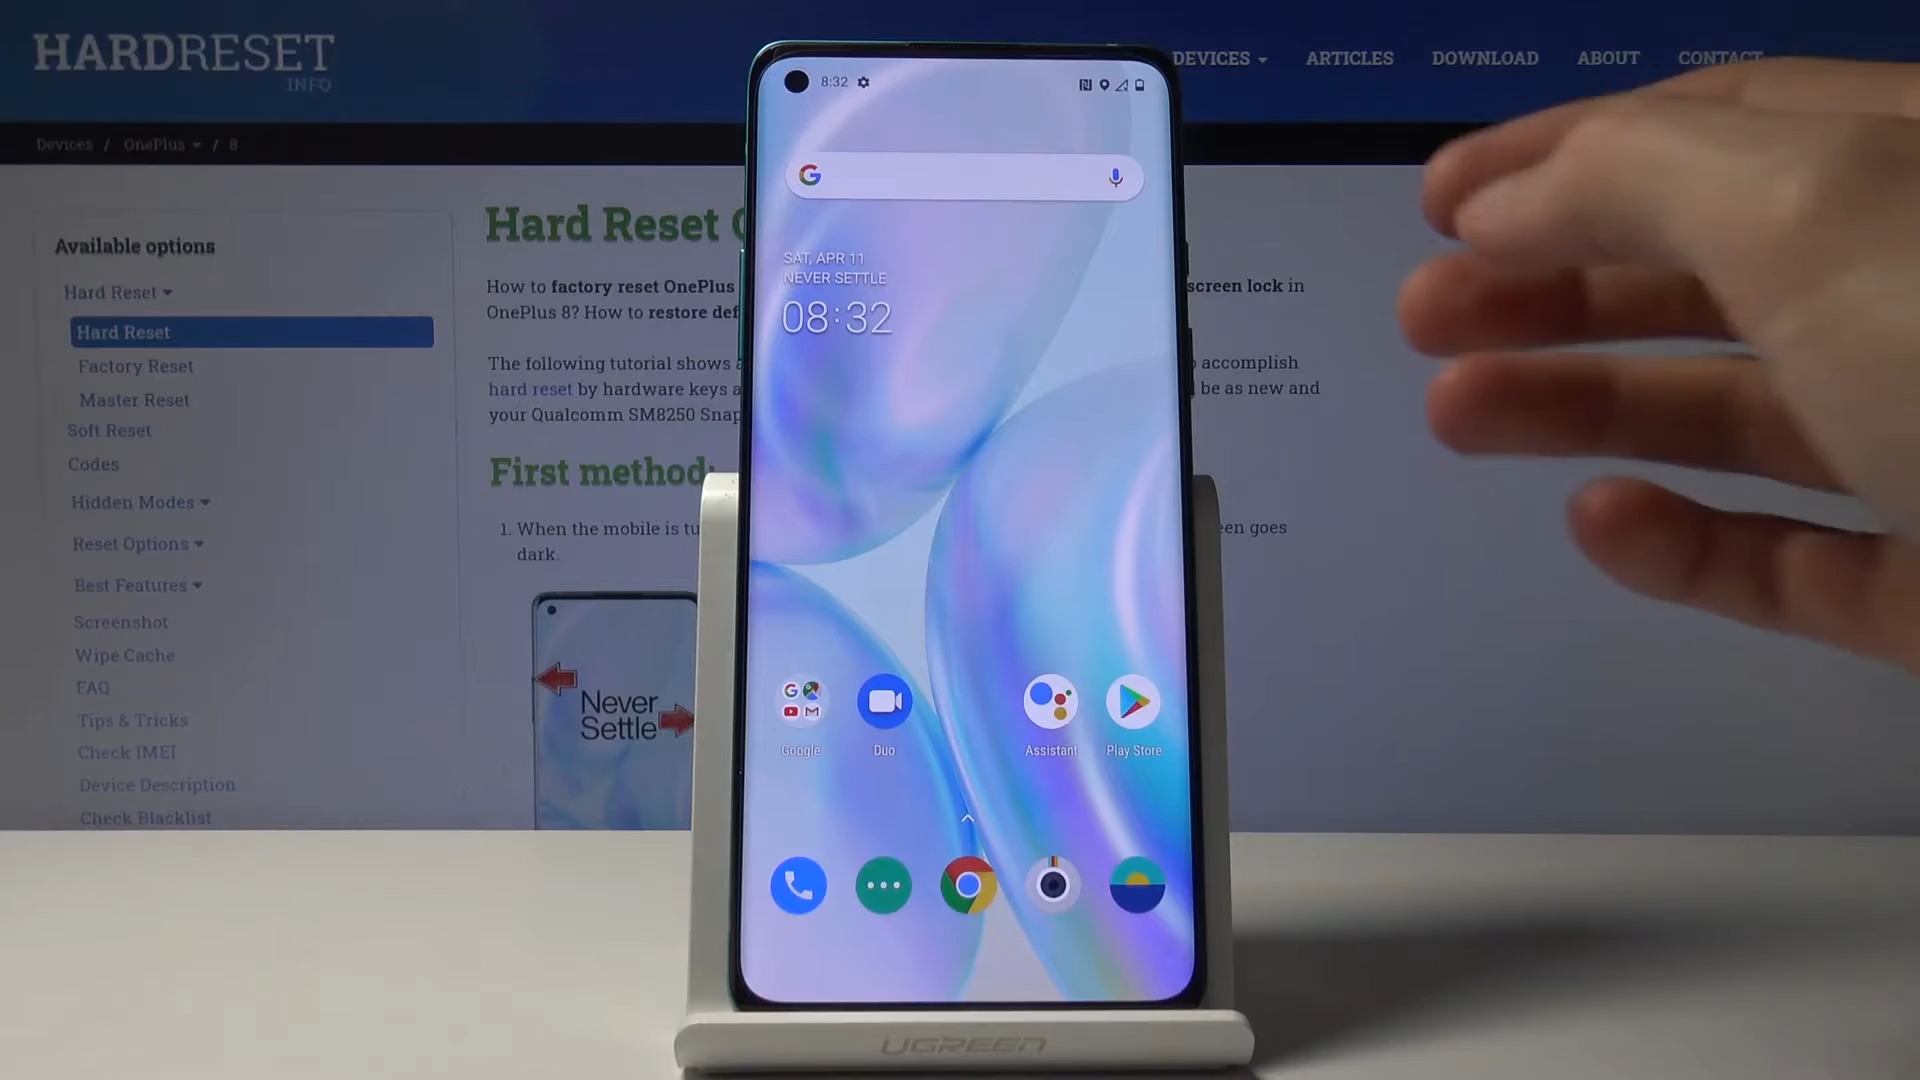 HARDRESET
INFO
DEVICES
ARTICLES
DOWNLOAD
ABOUT
CONTACT
Devices / OnePlus / 8
Available options
Hard Reset
Hard Reset
Factory Reset
Master Reset
Soft Reset
Codes
Hidden Modes
Reset Options
Best Features
Screenshot
Wipe Cache
FAQ
Tips & Tricks
Check IMEI
Device Description
Check Blacklist
Hard Reset
How to factory reset OnePlus
screen lock in
OnePlus 8? How to restore
The following tutorial shows
accomplish
hard reset by hardware keys
be as new and
your Qualcomm SM8250
First method:
1. When the mobile is
goes
dark.
Never
Settle
8:32
SAT, APR 11
NEVER SETTLE
08:32
Google
Duo
Assistant
Play Store
UGREEN